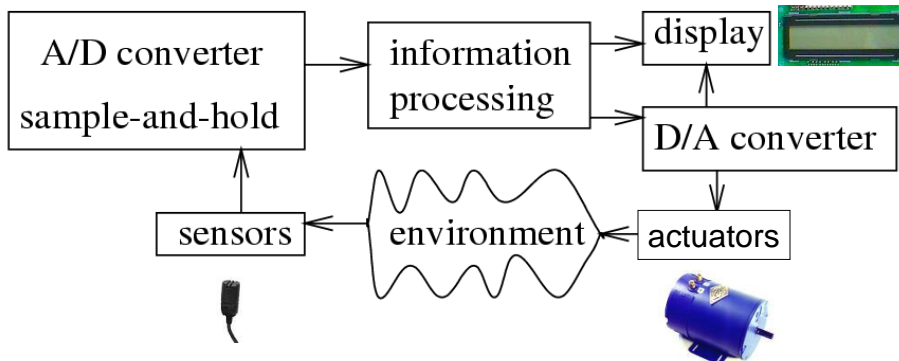 A/D converter
sample-and-hold
information
processing
display
D/A converter
sensors
environment
actuators